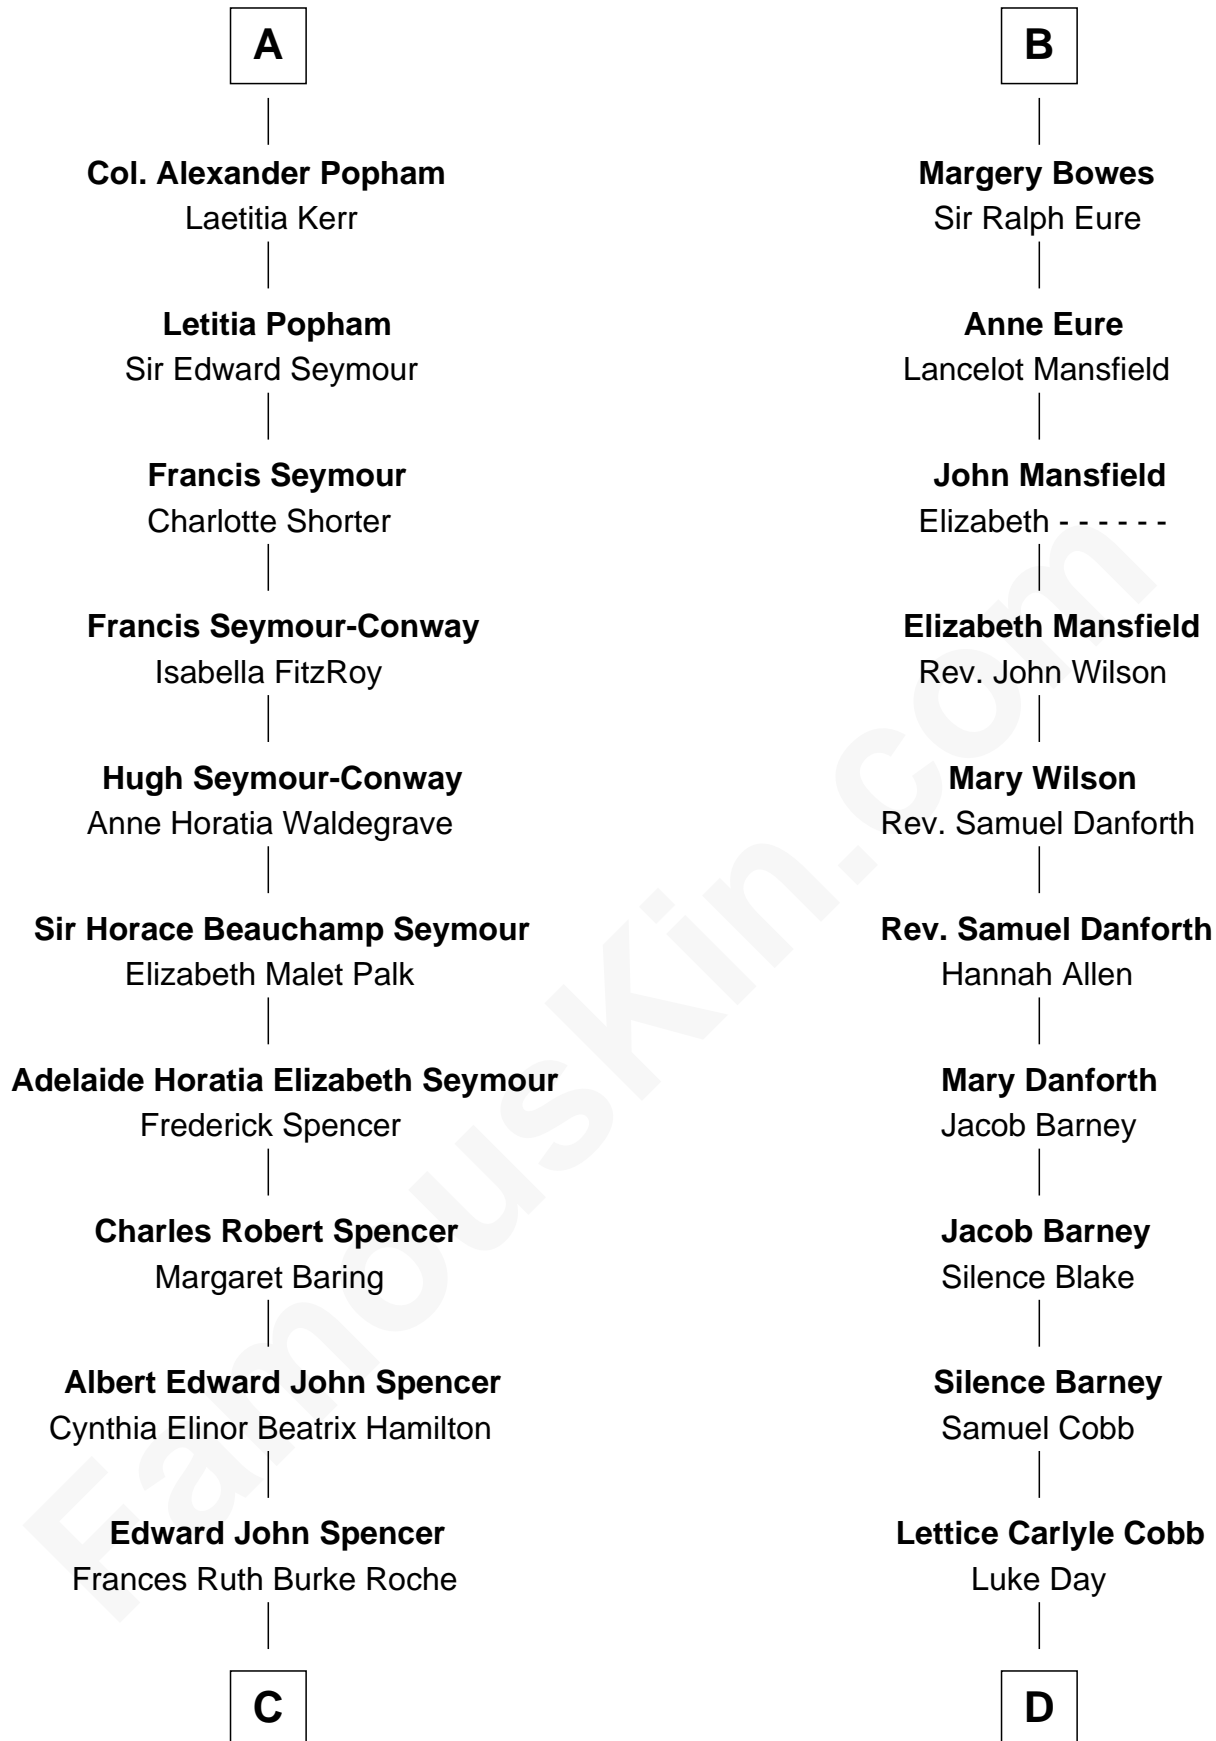 A
Col. Alexander Popham
Laetitia Kerr
Letitia Popham
Sir Edward Seymour
Francis Seymour
Charlotte Shorter
Francis Seymour-Conway
Isabella FitzRoy
Hugh Seymour-Conway
Anne Horatia Waldegrave
Sir Horace Beauchamp Seymour
Elizabeth Malet Palk
Adelaide Horatia Elizabeth Seymour
Frederick Spencer
Charles Robert Spencer
Margaret Baring
Albert Edward John Spencer
Cynthia Elinor Beatrix Hamilton
Edward John Spencer
Frances Ruth Burke Roche
C
B
Margery Bowes
Sir Ralph Eure
Anne Eure
Lancelot Mansfield
John Mansfield
Elizabeth - - - - - -
Elizabeth Mansfield
Rev. John Wilson
Mary Wilson
Rev. Samuel Danforth
Rev. Samuel Danforth
Hannah Allen
Mary Danforth
Jacob Barney
Jacob Barney
Silence Blake
Silence Barney
Samuel Cobb
Lettice Carlyle Cobb
Luke Day
D
FamousKin.com